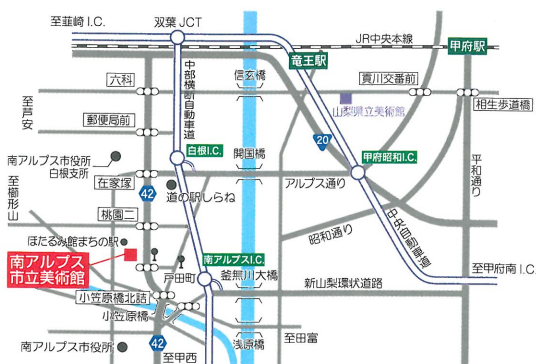 至韮崎 I.C.
双葉 JCT
JR中央本線
甲府駅
竜王駅
中部横断自動車道
六科
信玄橋
貢川交番前
山梨県立美術館
相生歩道橋
至芦安
郵便局前
20
白根I.C.
開国橋
甲府昭和I.C.
平和通り
南アルプス市役所
白根支所
在家塚
42
道の駅しらね
アルプス通り
至櫛形山
桃園二
昭和通り
中央自動車道
ほたるみ館まちの駅
南アルプス
市立美術館
戸田町
南アルプスI.C.
釜無川大橋
至甲府南 I.C.
新山梨環状道路
小笠原橋北詰
小笠原橋
浅原橋
至田富
南アルプス市役所
42
至甲西